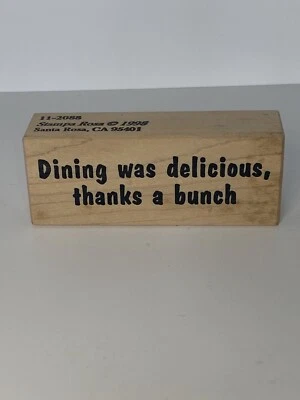 11-2088
Stampa Rosa © 1998
Santa Rosa, CA 95401
Dining was delicious,
thanks a bunch